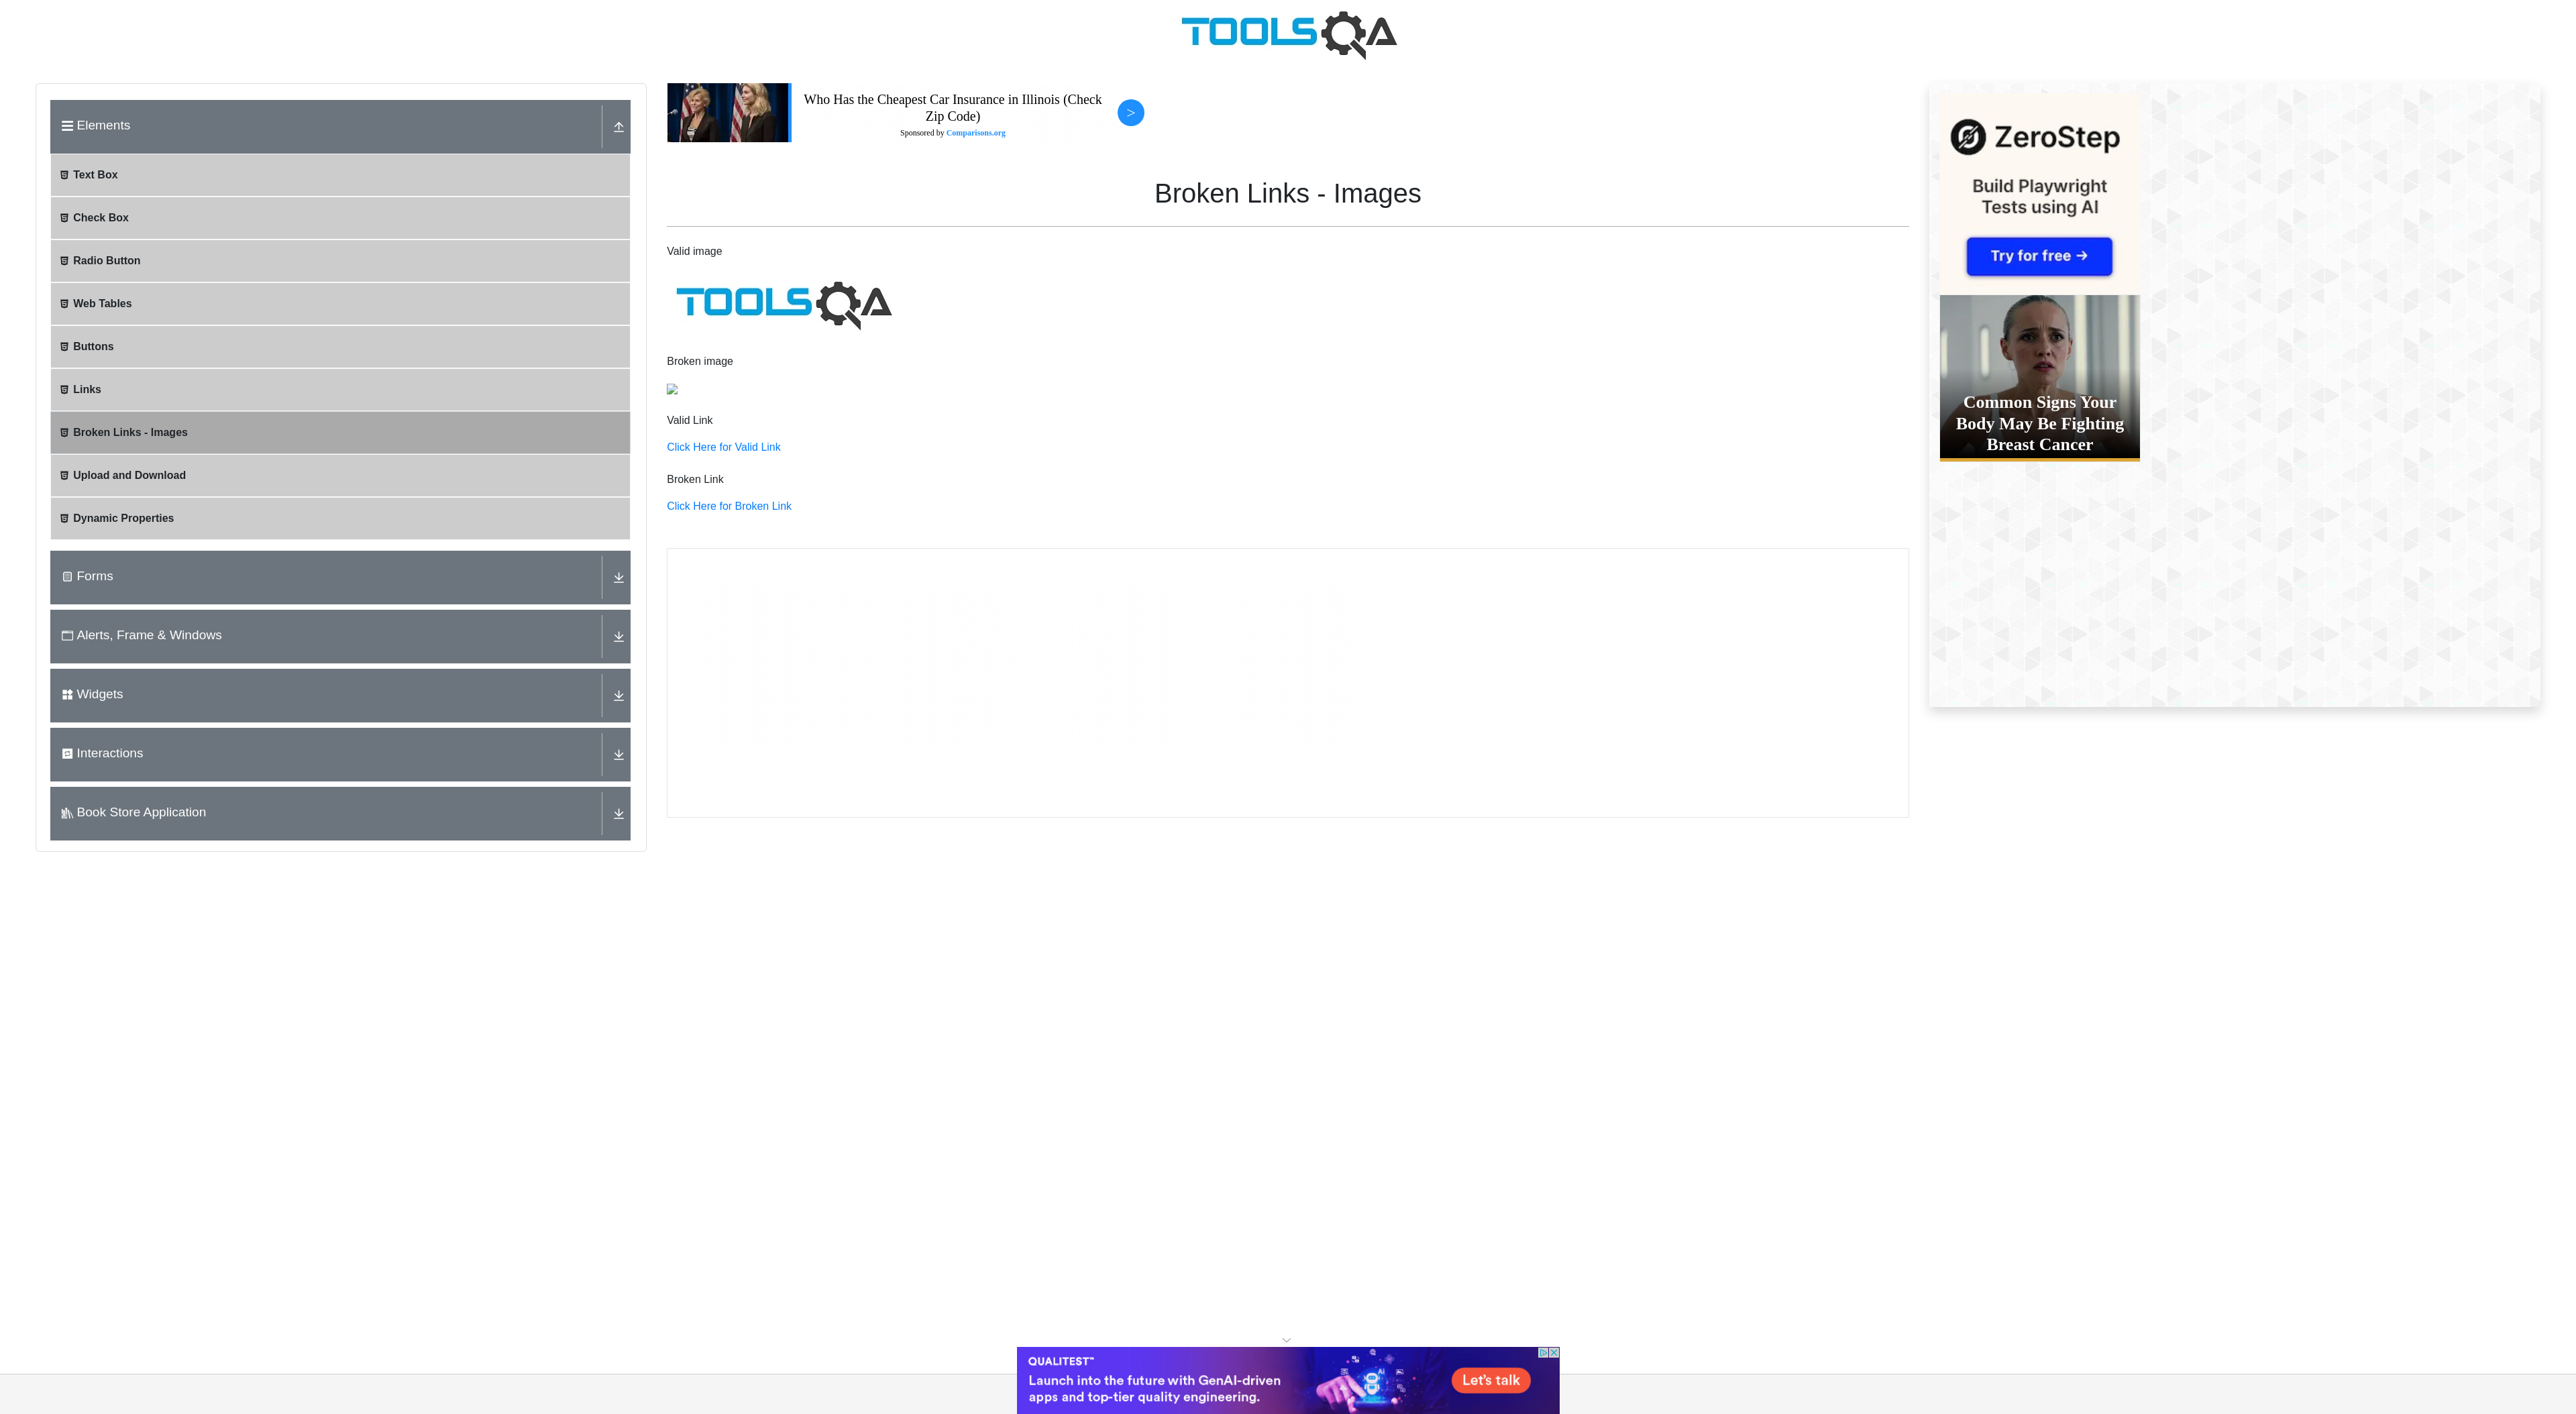 TOOLSQA
Elements
Text Box
Check Box
Radio Button
Web Tables
Buttons
Links
Broken Links - Images
Upload and Download
Dynamic Properties
Forms
Alerts, Frame & Windows
Widgets
Interactions
Book Store Application
Who Has the Cheapest Car Insurance in Illinois (Check
Zip Code)
Sponsored by Comparisons.org
>
Broken Links - Images
Valid image
TOOLSQA
Broken image
Valid Link
Click Here for Valid Link
Broken Link
Click Here for Broken Link
ZeroStep
Build Playwright
Tests using AI
Try for free →
Common Signs Your
Body May Be Fighting
Breast Cancer
QUALITEST™
Launch into the future with GenAI-driven
apps and top-tier quality engineering.
Let's talk